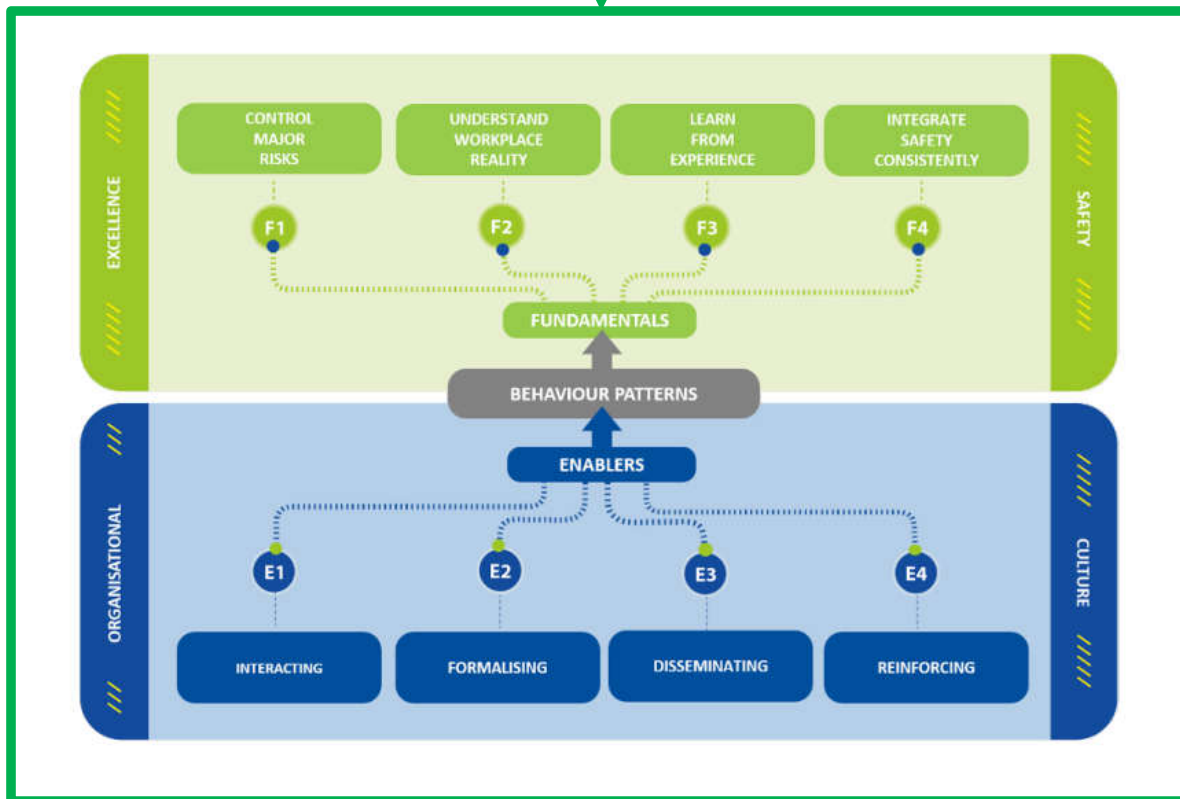 EXCELLENCE
SAFETY
CONTROL
MAJOR
RISKS
UNDERSTAND
WORKPLACE
REALITY
LEARN
FROM
EXPERIENCE
INTEGRATE
SAFETY
CONSISTENTLY
F1
F2
F3
F4
FUNDAMENTALS
BEHAVIOUR PATTERNS
ENABLERS
ORGANISATIONAL
CULTURE
E1
E2
E3
E4
INTERACTING
FORMALISING
DISSEMINATING
REINFORCING